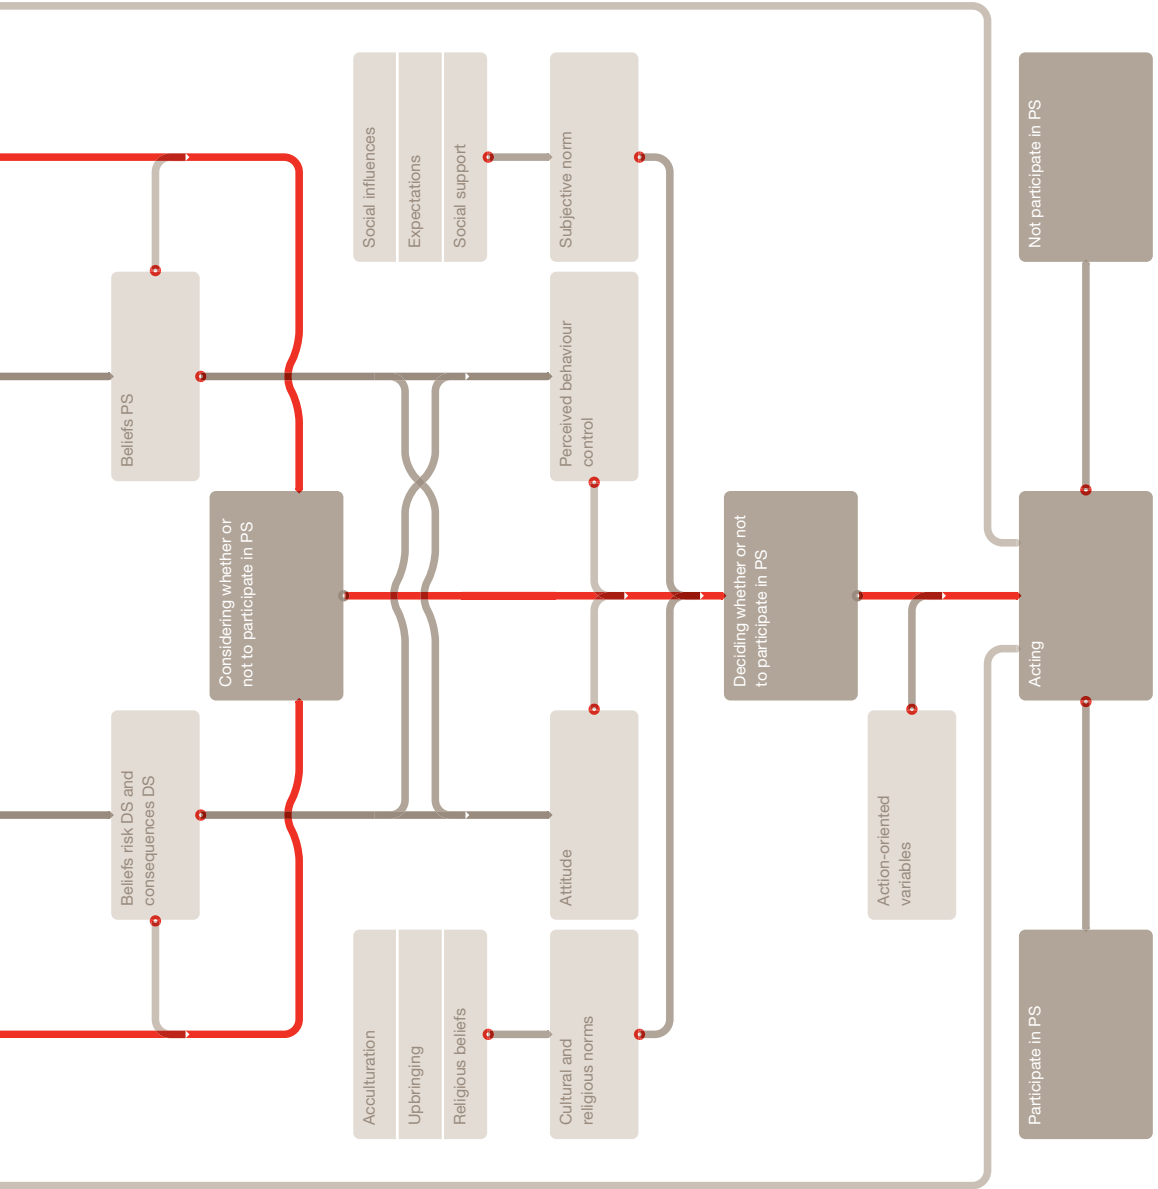 Beliefs risk DS and
consequences DS
Beliefs PS
Considering whether or
not to participate in PS
Acculturation
Upbringing
Religious beliefs
Social influences
Expectations
Social support
Cultural and
religious norms
Attitude
Perceived behaviour
control
Subjective norm
Deciding whether or not
to participate in PS
Action-oriented
variables
Participate in PS
Acting
Not participate in PS